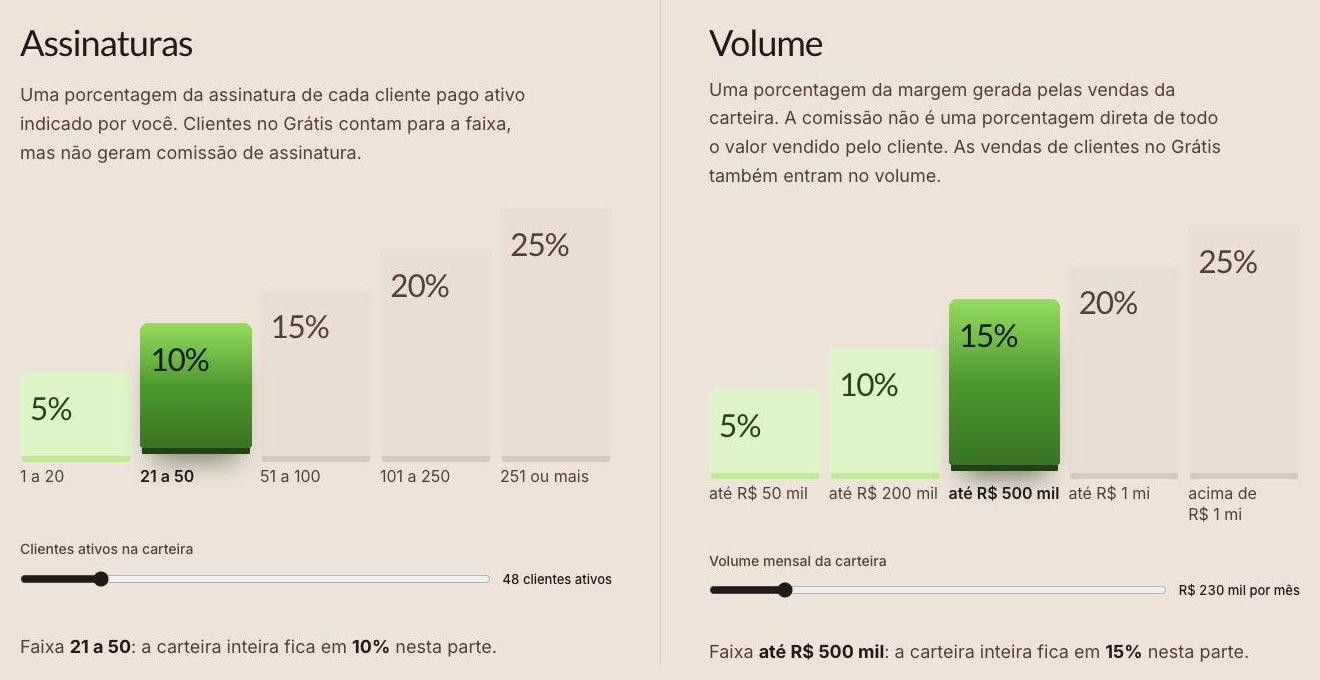 Assinaturas
Uma porcentagem da assinatura de cada cliente pago ativo
indicado por você. Clientes no Grátis contam para a faixa,
mas não geram comissão de assinatura.
5%
10%
15%
20%
25%
1 a 20
21 a 50
51 a 100
101 a 250
251 ou mais
Clientes ativos na carteira
48 clientes ativos
Faixa 21 a 50: a carteira inteira fica em 10% nesta parte.
Volume
Uma porcentagem da margem gerada pelas vendas da
carteira. A comissão não é uma porcentagem direta de todo
o valor vendido pelo cliente. As vendas de clientes no Grátis
também entram no volume.
5%
10%
15%
20%
25%
até R$ 50 mil
até R$ 200 mil
até R$ 500 mil
até R$ 1 mi
acima de
R$ 1 mi
Volume mensal da carteira
R$ 230 mil por mês
Faixa até R$ 500 mil: a carteira inteira fica em 15% nesta parte.